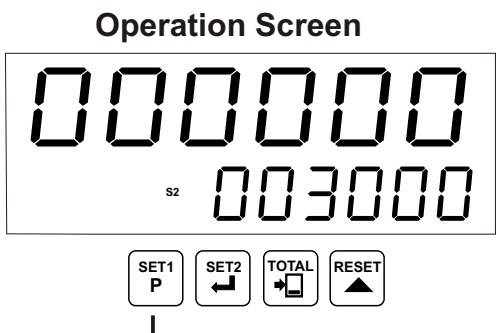 Operation Screen
000000
S2 003000
SET1 SET2 TOTAL RESET
P